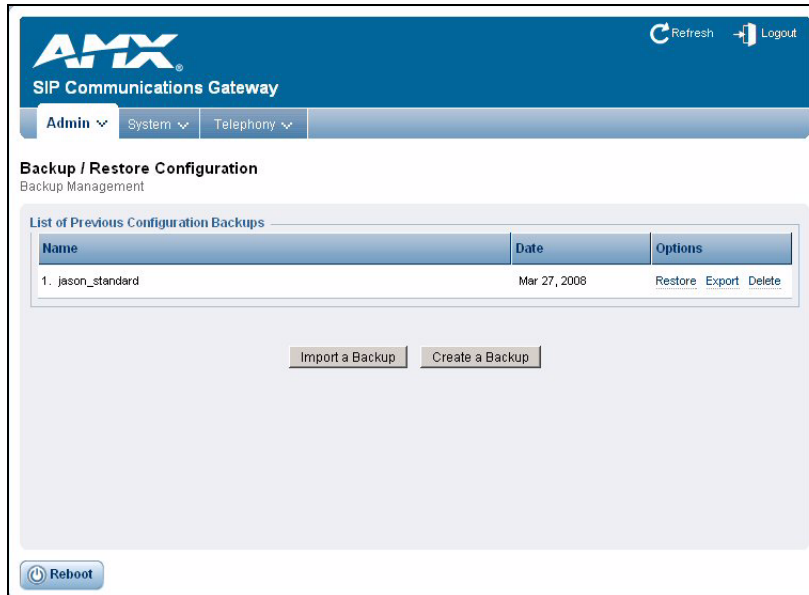 Refresh Logout
AMX®
SIP Communications Gateway
Admin System Telephony
Backup / Restore Configuration
Backup Management
List of Previous Configuration Backups
Name Date Options
1. jason_standard Mar 27, 2008 Restore Export Delete
Import a Backup Create a Backup
Reboot